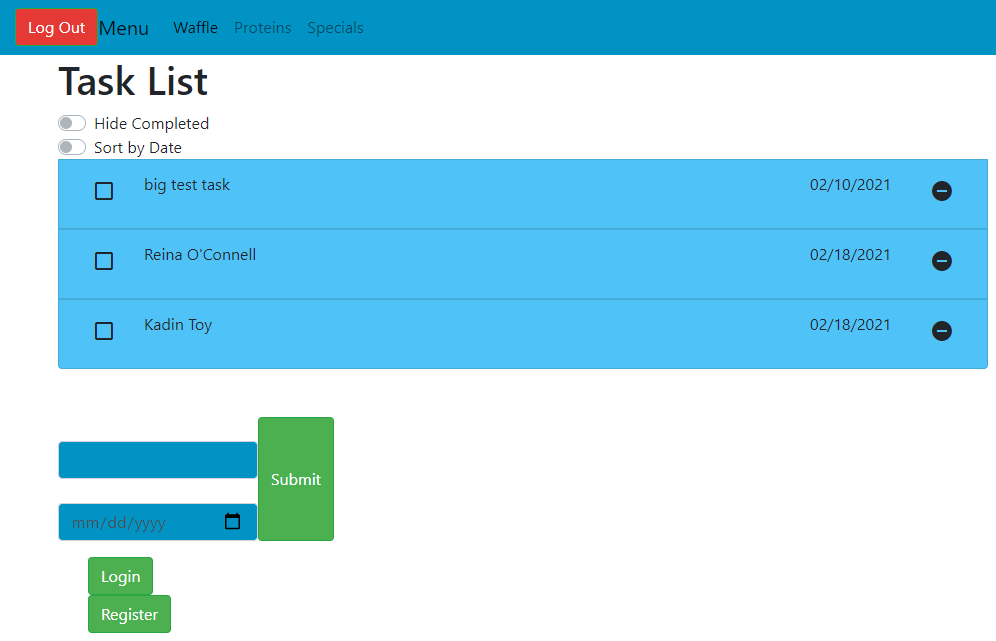 Log Out Menu Waffle Proteins Specials
Task List
Hide Completed
Sort by Date
big test task 02/10/2021
Reina O'Connell 02/18/2021
Kadin Toy 02/18/2021
Submit
mm/dd/yyyy
Login
Register